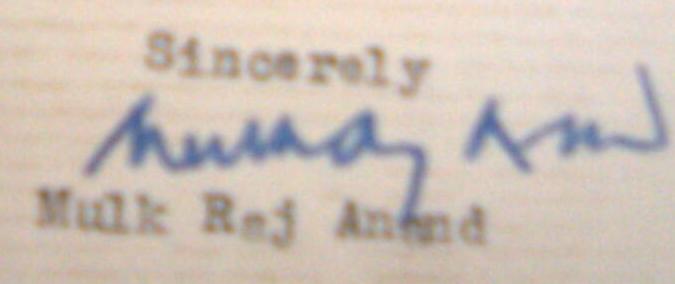 Sincerely
Mulk Raj Anand